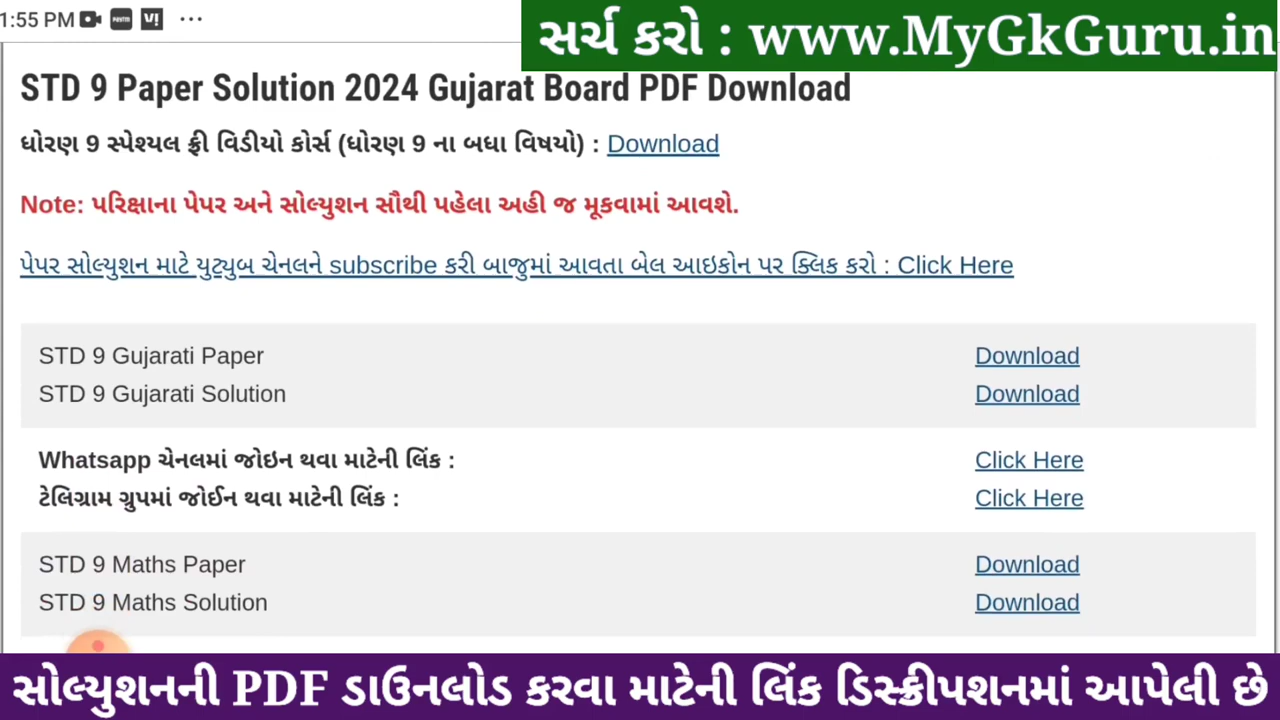 1:55 PM
સર્ચ કરો : www.MyGkGuru.in
STD 9 Paper Solution 2024 Gujarat Board PDF Download
ધોરણ 9 સ્પેશ્યલ ફ્રી વિડીયો કોર્સ (ધોરણ 9 ના બધા વિષયો) : Download
Note: પરિક્ષાના પેપર અને સોલ્યુશન સૌથી પહેલા અહી જ મૂકવામાં આવશે.
પેપર સોલ્યુશન માટે યુટ્યુબ ચેનલને subscribe કરી બાજુમાં આવતા બેલ આઇકોન પર ક્લિક કરો : Click Here
STD 9 Gujarati Paper Download
STD 9 Gujarati Solution Download
Whatsapp ચેનલમાં જોઇન થવા માટેની લિંક : Click Here
ટેલિગ્રામ ગ્રુપમાં જોઈન થવા માટેની લિંક : Click Here
STD 9 Maths Paper Download
STD 9 Maths Solution Download
સોલ્યુશનની PDF ડાઉનલોડ કરવા માટેની લિંક ડિસ્ક્રીપશનમાં આપેલી છે